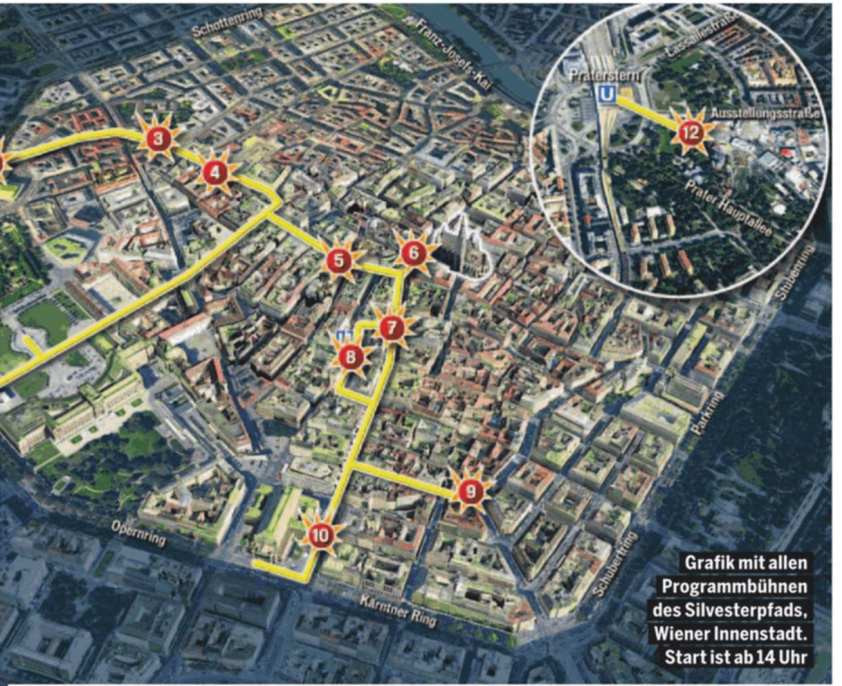 Schottenring
Franz-Josefs-Kai
Lassallestraße
Praterstern
U
Ausstellungsstraße
12
Prater Hauptallee
3
4
5
6
7
8
9
10
Stubenring
Parkring
Schubertring
Opernring
Kärntner Ring
Grafik mit allen
Programmbühnen
des Silvesterpfads,
Wiener Innenstadt.
Start ist ab 14 Uhr